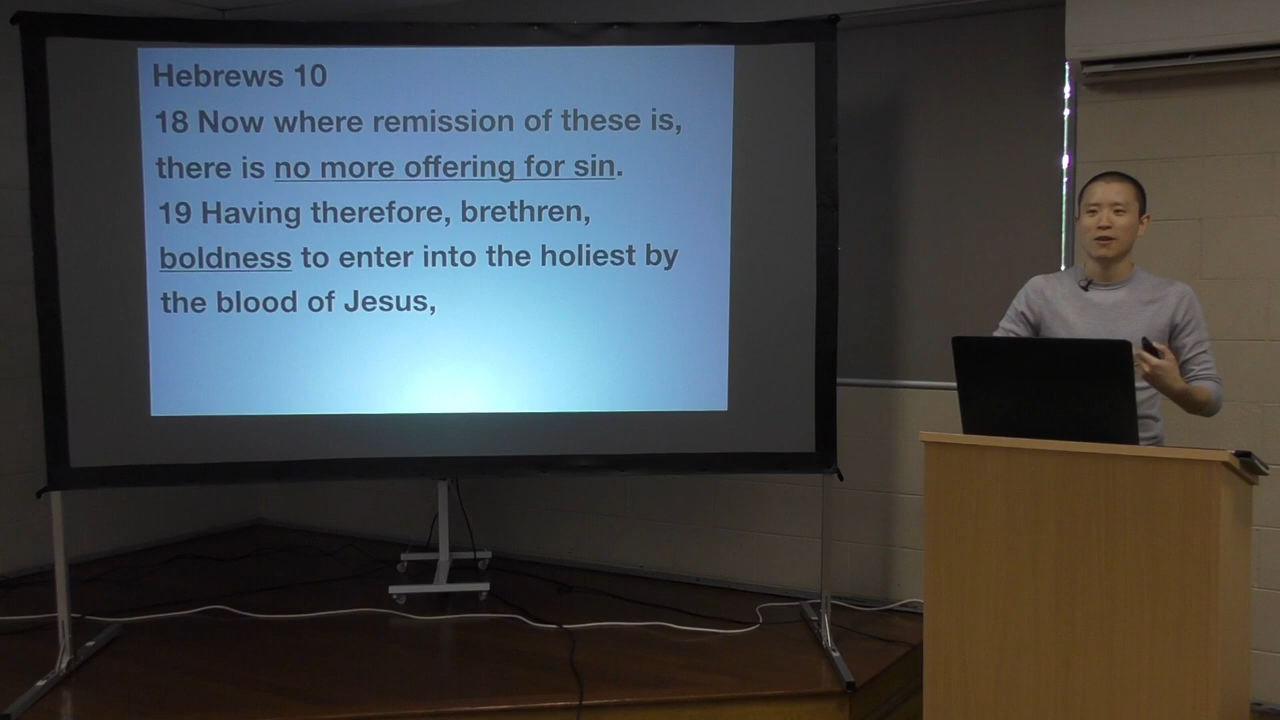 Hebrews 10
18 Now where remission of these is,
there is no more offering for sin.
19 Having therefore, brethren,
boldness to enter into the holiest by
the blood of Jesus,